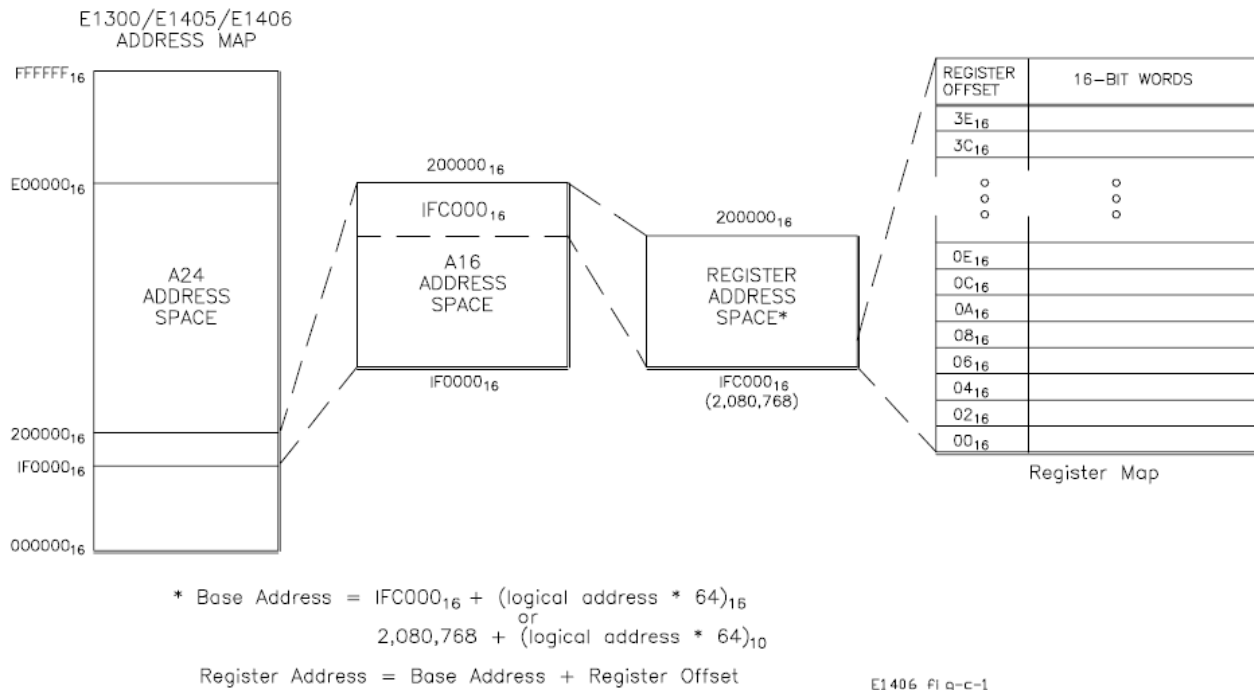 E1300/E1405/E1406
ADDRESS MAP
FFFFFF₁₆
E00000₁₆
A24
ADDRESS
SPACE
200000₁₆
IF0000₁₆
000000₁₆
200000₁₆
IFC000₁₆
A16
ADDRESS
SPACE
IF0000₁₆
200000₁₆
REGISTER
ADDRESS
SPACE*
IFC000₁₆
(2,080,768)
REGISTER
OFFSET
16-BIT WORDS
3E₁₆
3C₁₆
0E₁₆
0C₁₆
0A₁₆
08₁₆
06₁₆
04₁₆
02₁₆
00₁₆
Register Map
* Base Address = IFC000₁₆ + (logical address * 64)₁₆
or
2,080,768 + (logical address * 64)₁₀
Register Address = Base Address + Register Offset
E1406 fig-c-1